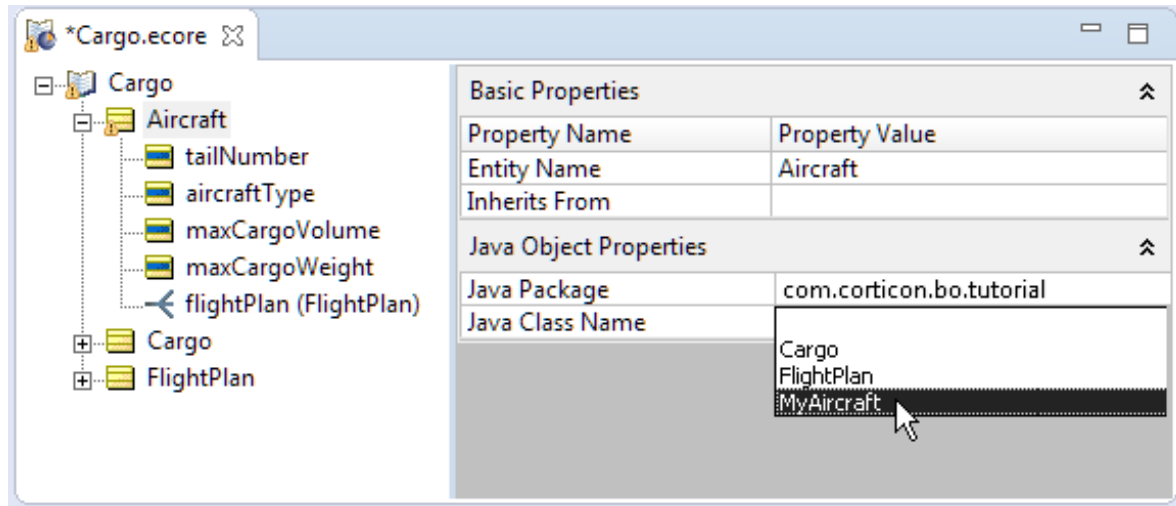 *Cargo.ecore
Cargo
Aircraft
tailNumber
aircraftType
maxCargoVolume
maxCargoWeight
flightPlan (FlightPlan)
Cargo
FlightPlan
Basic Properties
Property Name Property Value
Entity Name Aircraft
Inherits From
Java Object Properties
Java Package com.corticon.bo.tutorial
Java Class Name
Cargo
FlightPlan
MyAircraft